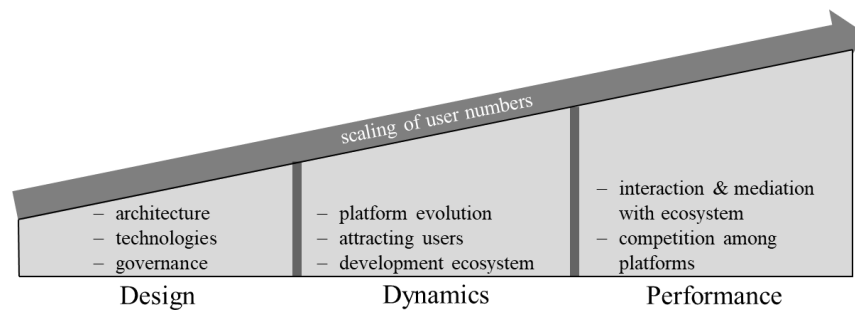 scaling of user numbers
– architecture
– technologies
– governance
– platform evolution
– attracting users
– development ecosystem
– interaction & mediation
with ecosystem
– competition among
platforms
Design
Dynamics
Performance